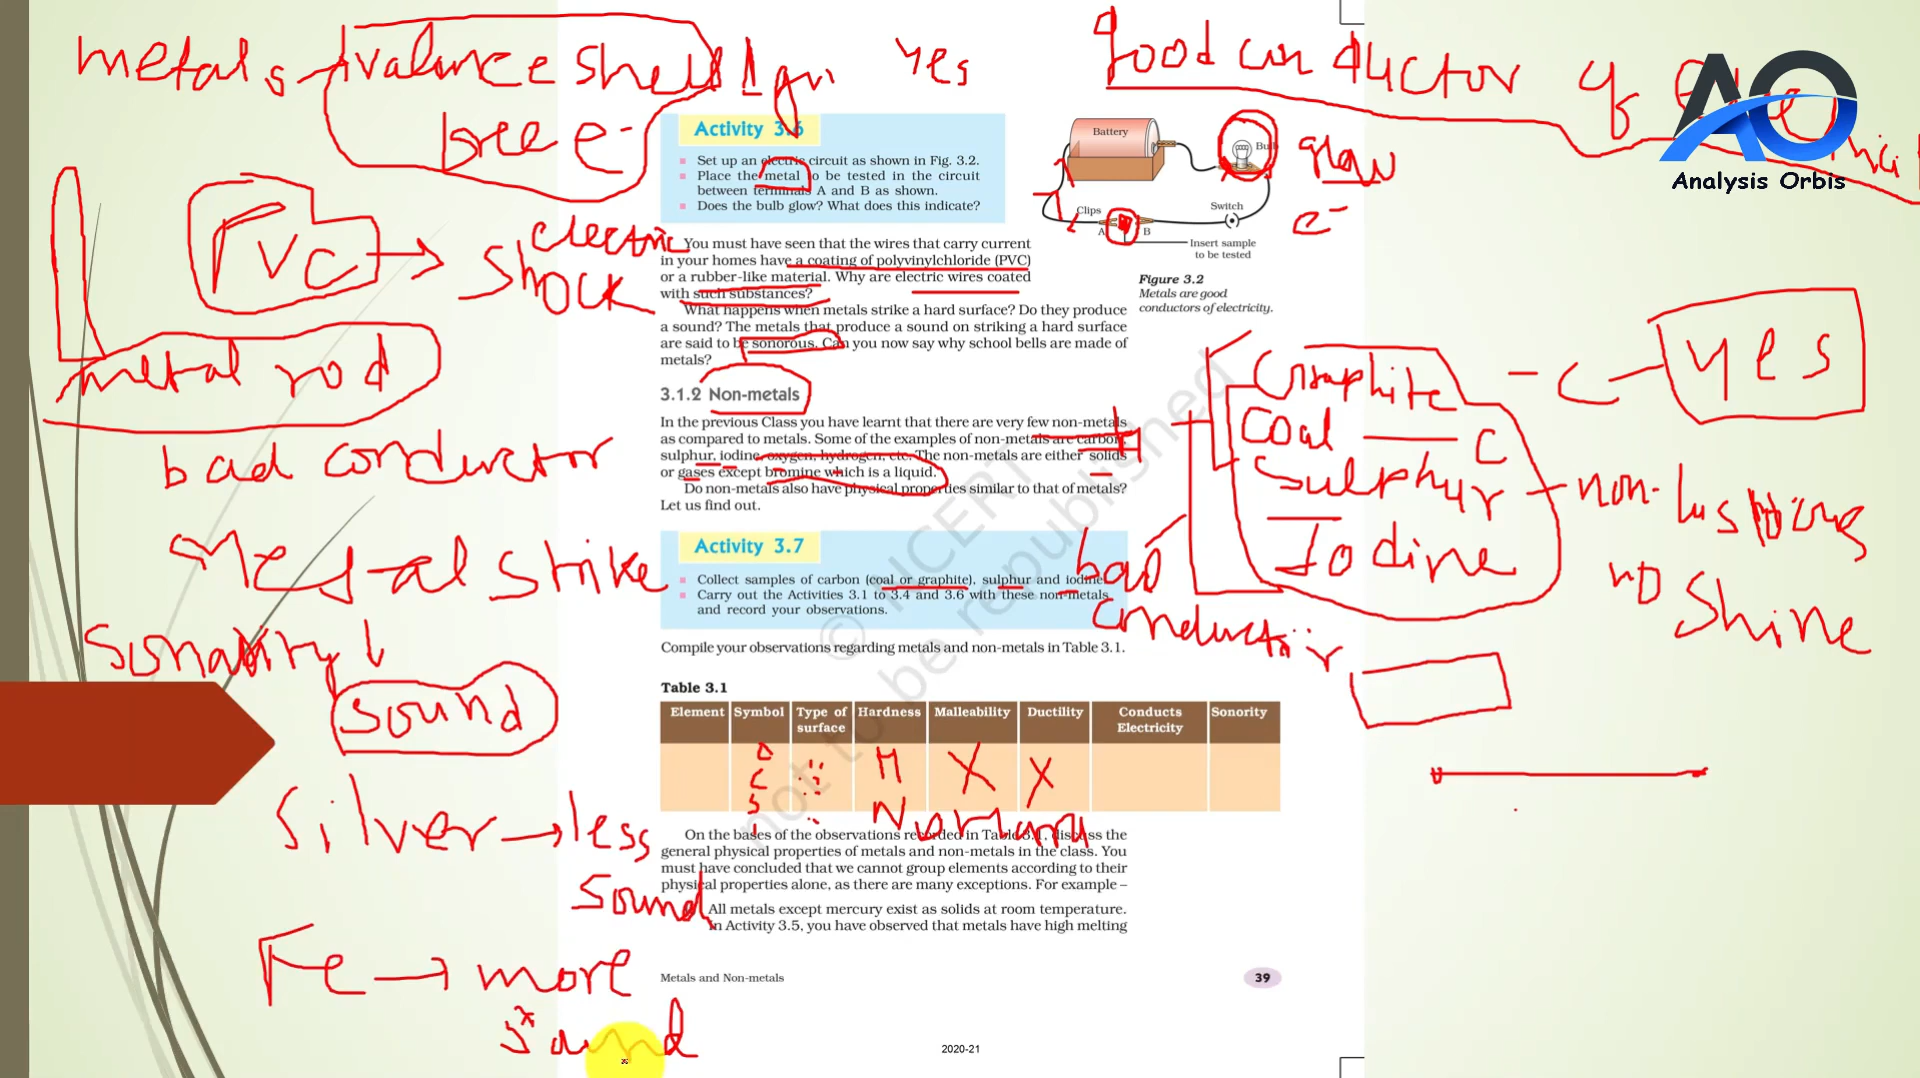 metals valance shell
free e-
yes
good conductor of
AO
Analysis Orbis
Activity 3.6
Set up an electric circuit as shown in Fig. 3.2.
Place the metal to be tested in the circuit
between terminals A and B as shown.
Does the bulb glow? What does this indicate?
Battery
Bulb
glow
Clips
Switch
A
B
e-
Insert sample
to be tested
Figure 3.2
Metals are good
conductors of electricity.
PVC
electric
shock
metal rod
bad conductor
metal strike
sound
silver → less
sound
Fe → more
sound
You must have seen that the wires that carry current
in your homes have a coating of polyvinylchloride (PVC)
or a rubber-like material. Why are electric wires coated
with such substances?
What happens when metals strike a hard surface? Do they produce
a sound? The metals that produce a sound on striking a hard surface
are said to be sonorous. Can you now say why school bells are made of
metals?
3.1.2 Non-metals
In the previous Class you have learnt that there are very few non-metals
as compared to metals. Some of the examples of non-metals are carbon,
sulphur, iodine, oxygen, hydrogen, etc. The non-metals are either solids
or gases except bromine which is a liquid.
Do non-metals also have physical properties similar to that of metals?
Let us find out.
Graphite - C - yes
Coal — C
Sulphur
Iodine
non-lustrous
no shine
bad
conductor
Activity 3.7
Collect samples of carbon (coal or graphite), sulphur and iodine.
Carry out the Activities 3.1 to 3.4 and 3.6 with these non-metals
and record your observations.
Compile your observations regarding metals and non-metals in Table 3.1.
Table 3.1
Element Symbol Type of surface Hardness Malleability Ductility Conducts Electricity Sonority
C
S
I
H
X
X
On the bases of the observations recorded in Table 3.1, discuss the
general physical properties of metals and non-metals in the class. You
must have concluded that we cannot group elements according to their
physical properties alone, as there are many exceptions. For example –
All metals except mercury exist as solids at room temperature.
In Activity 3.5, you have observed that metals have high melting
Metals and Non-metals
39
2020-21
© NCERT
not to be republished